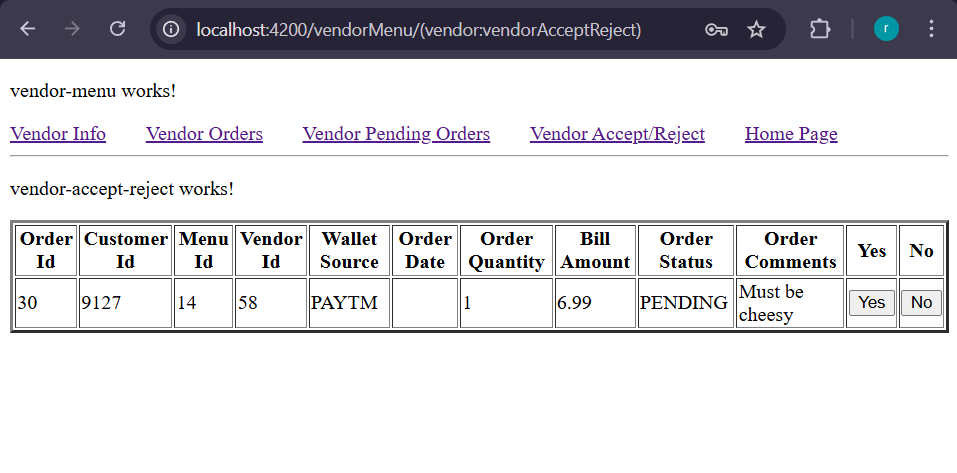 localhost:4200/vendorMenu/(vendor:vendorAcceptReject)
r
vendor-menu works!
Vendor Info Vendor Orders Vendor Pending Orders Vendor Accept/Reject Home Page
vendor-accept-reject works!
Order Id Customer Id Menu Id Vendor Id Wallet Source Order Date Order Quantity Bill Amount Order Status Order Comments Yes No
30 9127 14 58 PAYTM 1 6.99 PENDING Must be cheesy Yes No